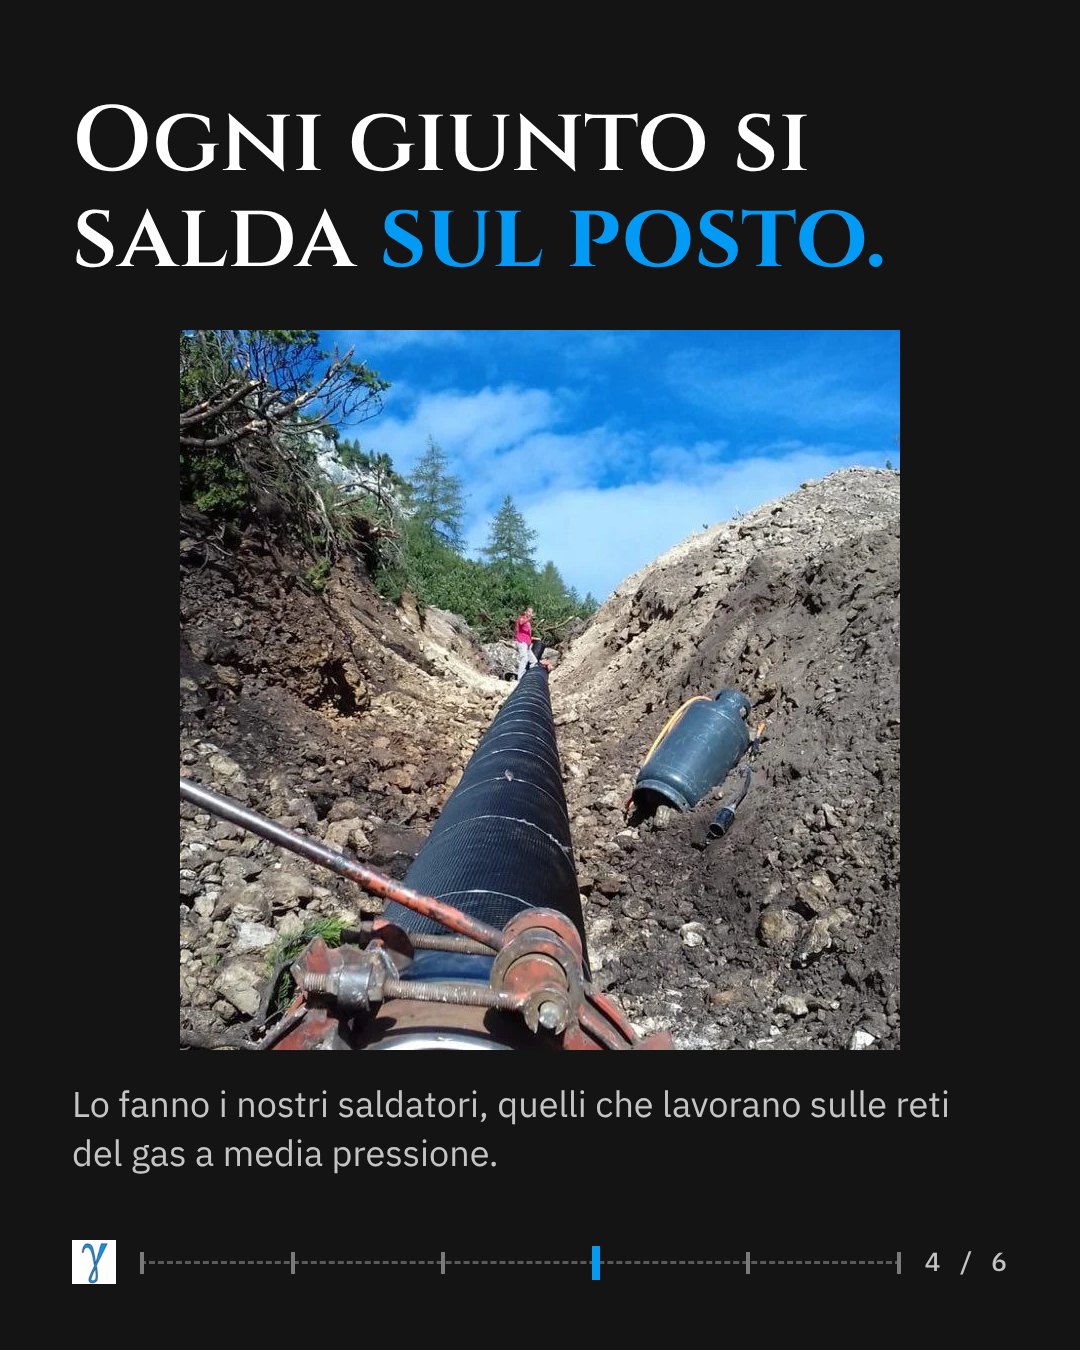 Ogni giunto si
salda sul posto.
Lo fanno i nostri saldatori, quelli che lavorano sulle reti
del gas a media pressione.
γ
4 / 6